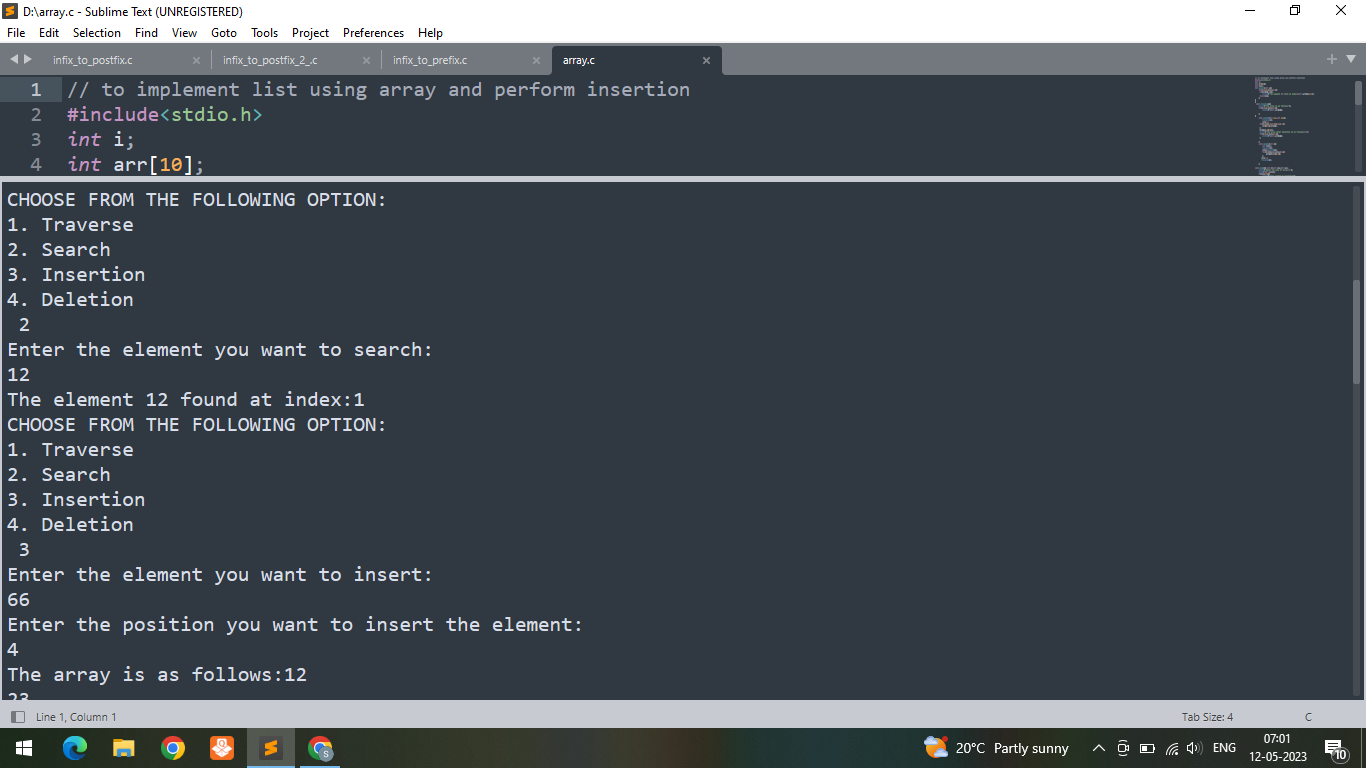 D:\array.c - Sublime Text (UNREGISTERED)
File Edit Selection Find View Goto Tools Project Preferences Help
infix_to_postfix.c infix_to_postfix_2_.c infix_to_prefix.c array.c
1 // to implement list using array and perform insertion
2 #include<stdio.h>
3 int i;
4 int arr[10];
CHOOSE FROM THE FOLLOWING OPTION:
1. Traverse
2. Search
3. Insertion
4. Deletion
2
Enter the element you want to search:
12
The element 12 found at index:1
CHOOSE FROM THE FOLLOWING OPTION:
1. Traverse
2. Search
3. Insertion
4. Deletion
3
Enter the element you want to insert:
66
Enter the position you want to insert the element:
4
The array is as follows:12
23
Line 1, Column 1 Tab Size: 4 C
20°C Partly sunny ENG 07:01
12-05-2023 10